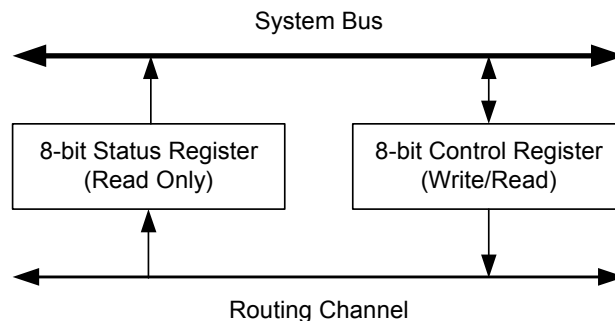 System Bus
8-bit Status Register
(Read Only)
8-bit Control Register
(Write/Read)
Routing Channel